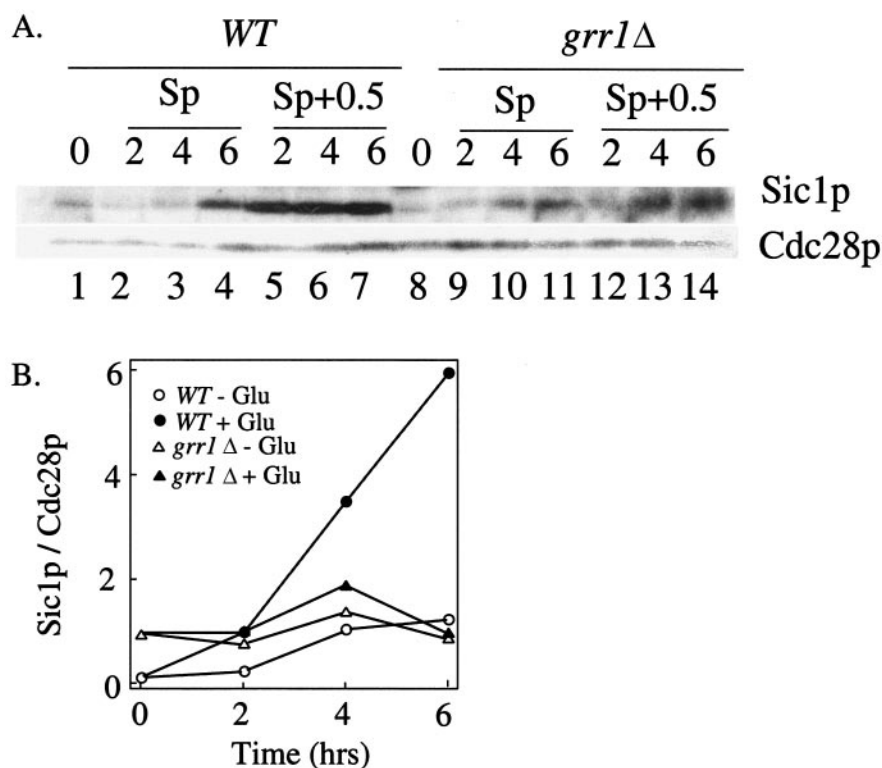 A.
WT grr1Δ
Sp Sp+0.5 Sp Sp+0.5
0 2 4 6 2 4 6 0 2 4 6 2 4 6
Sic1p
Cdc28p
1 2 3 4 5 6 7 8 9 10 11 12 13 14
B.
6
4
2
0
Sic1p / Cdc28p
WT - Glu
WT + Glu
grr1 Δ - Glu
grr1 Δ + Glu
0 2 4 6
Time (hrs)